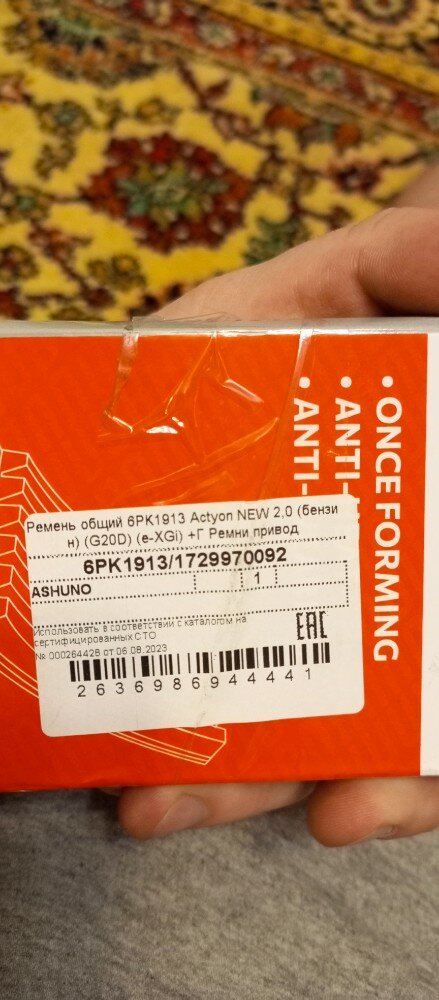 • ONCE FORMING
• ANTI-
• ANTI-
Ремень общий 6PK1913 Actyon NEW 2,0 (бензи
н) (G20D) (e-XGi) +Г Ремни привод
6PK1913/1729970092
ASHUNO 1
Использовать в соответствии с каталогом на
сертифицированных СТО
EAC
№ 000264428 от 06.08.2023
2636986944441